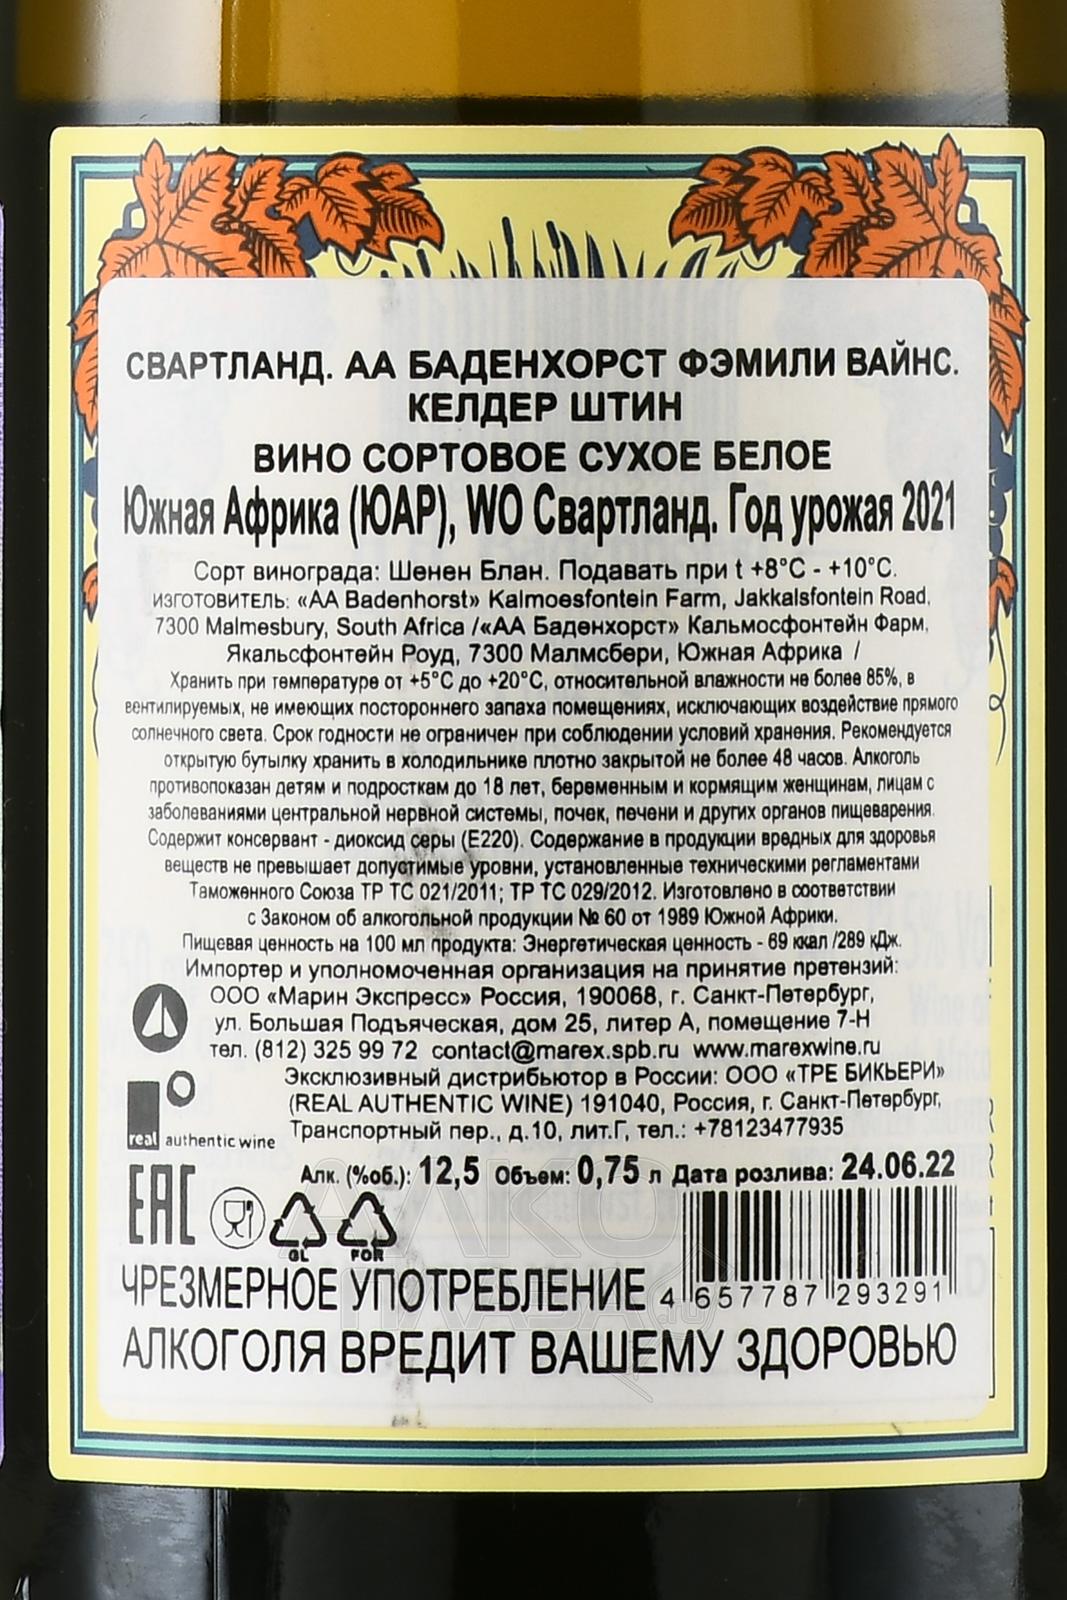 СВАРТЛАНД. АА БАДЕНХОРСТ ФЭМИЛИ ВАЙНС.
КЕЛДЕР ШТИН
ВИНО СОРТОВОЕ СУХОЕ БЕЛОЕ
Южная Африка (ЮАР), WO Свартланд. Год урожая 2021
Сорт винограда: Шенен Блан. Подавать при t +8°C - +10°C.
ИЗГОТОВИТЕЛЬ: «AA Badenhorst» Kalmoesfontein Farm, Jakkalsfontein Road,
7300 Malmesbury, South Africa /«АА Баденхорст» Кальмосфонтейн Фарм,
Якальсфонтейн Роуд, 7300 Малмсбери, Южная Африка /
Хранить при температуре от +5°С до +20°С, относительной влажности не более 85%, в
вентилируемых, не имеющих постороннего запаха помещениях, исключающих воздействие прямого
солнечного света. Срок годности не ограничен при соблюдении условий хранения. Рекомендуется
открытую бутылку хранить в холодильнике плотно закрытой не более 48 часов. Алкоголь
противопоказан детям и подросткам до 18 лет, беременным и кормящим женщинам, лицам с
заболеваниями центральной нервной системы, почек, печени и других органов пищеварения.
Содержит консервант - диоксид серы (Е220). Содержание в продукции вредных для здоровья
веществ не превышает допустимые уровни, установленные техническими регламентами
Таможенного Союза ТР ТС 021/2011; ТР ТС 029/2012. Изготовлено в соответствии
с Законом об алкогольной продукции № 60 от 1989 Южной Африки.
Пищевая ценность на 100 мл продукта: Энергетическая ценность - 69 ккал /289 кДж.
Импортер и уполномоченная организация на принятие претензий:
ООО «Марин Экспресс» Россия, 190068, г. Санкт-Петербург,
ул. Большая Подъяческая, дом 25, литер А, помещение 7-Н
тел. (812) 325 99 72 contact@marex.spb.ru www.marexwine.ru
Эксклюзивный дистрибьютор в России: ООО «ТРЕ БИКЬЕРИ»
(REAL AUTHENTIC WINE) 191040, Россия, г. Санкт-Петербург,
Транспортный пер., д.10, лит.Г, тел.: +78123477935
real authentic wine
Алк. (%об.): 12,5 Объем: 0,75 л Дата розлива: 24.06.22
EAC
GL FOR
4 657787 293291
ЧРЕЗМЕРНОЕ УПОТРЕБЛЕНИЕ
АЛКОГОЛЯ ВРЕДИТ ВАШЕМУ ЗДОРОВЬЮ
АЛКО
ПЛАЗА.ru